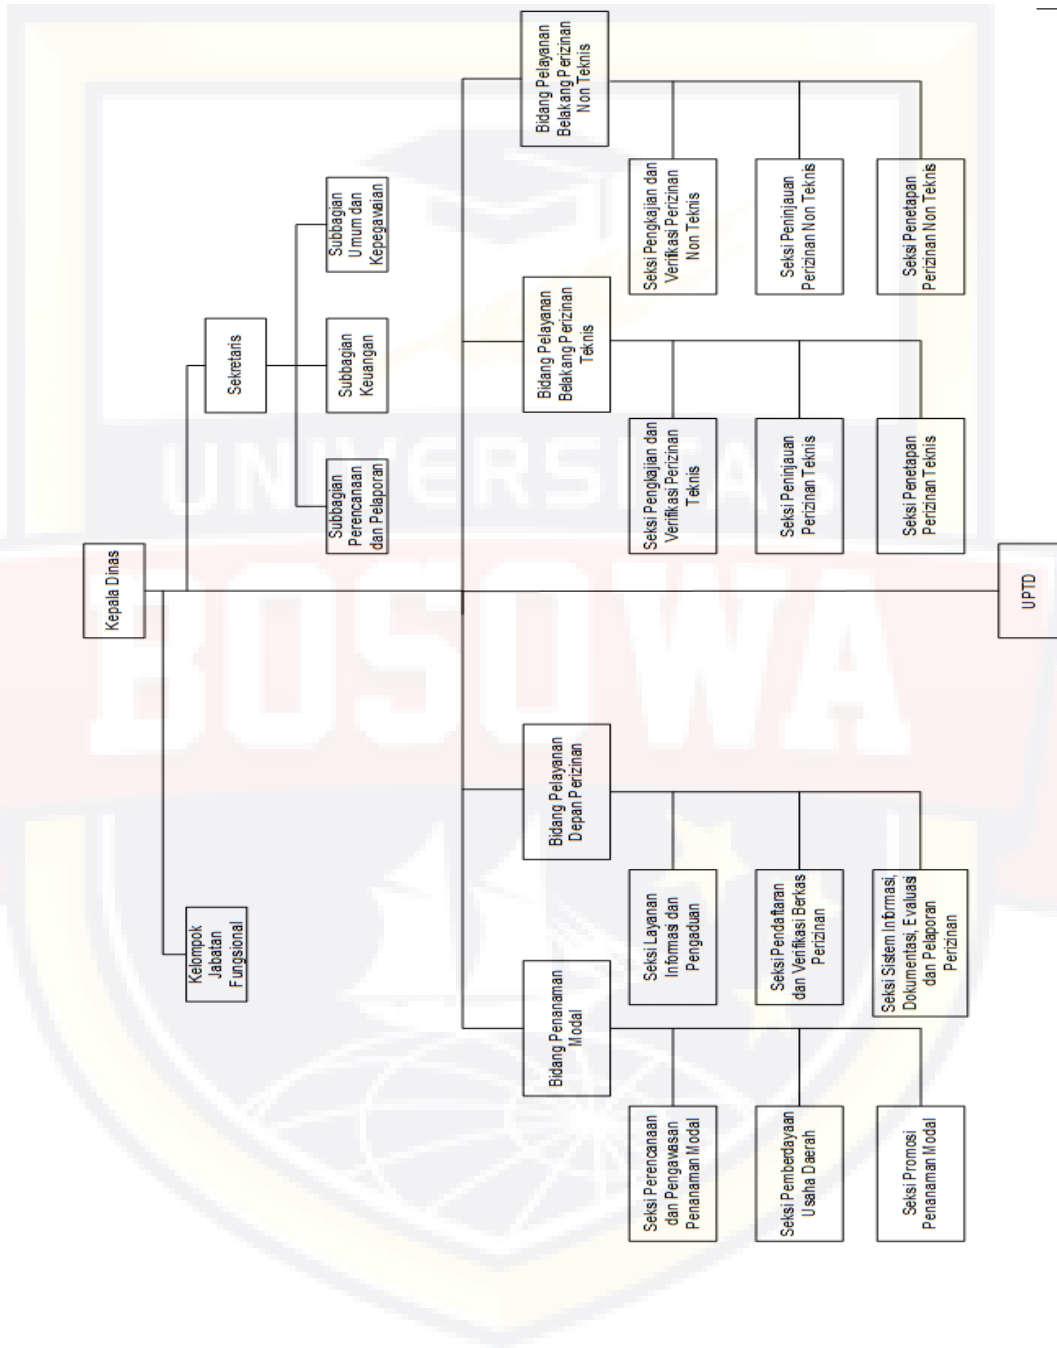 Kepala Dinas
Kelompok
Jabatan
Fungsional
Sekretaris
Subbagian
Perencanaan
dan Pelaporan
Subbagian
Keuangan
Subbagian
Umum dan
Kepegawaian
Bidang Penanaman
Modal
Bidang Pelayanan
Depan Perizinan
Bidang Pelayanan
Belakang Perizinan
Teknis
Bidang Pelayanan
Belakang Perizinan
Non Teknis
Seksi Perencanaan
dan Pengawasan
Penanaman Modal
Seksi Layanan
Informasi dan
Pengaduan
Seksi Pengkajian dan
Verifikasi Perizinan
Teknis
Seksi Pengkajian dan
Verifikasi Perizinan
Non Teknis
Seksi Pemberdayaan
Usaha Daerah
Seksi Pendaftaran
dan Verifikasi Berkas
Perizinan
Seksi Peninjauan
Perizinan Teknis
Seksi Peninjauan
Perizinan Non Teknis
Seksi Promosi
Penanaman Modal
Seksi Sistem Informasi,
Dokumentasi, Evaluasi
dan Pelaporan
Perizinan
Seksi Penetapan
Perizinan Teknis
Seksi Penetapan
Perizinan Non Teknis
UPTD
UNIVERSITAS
BOSOWA